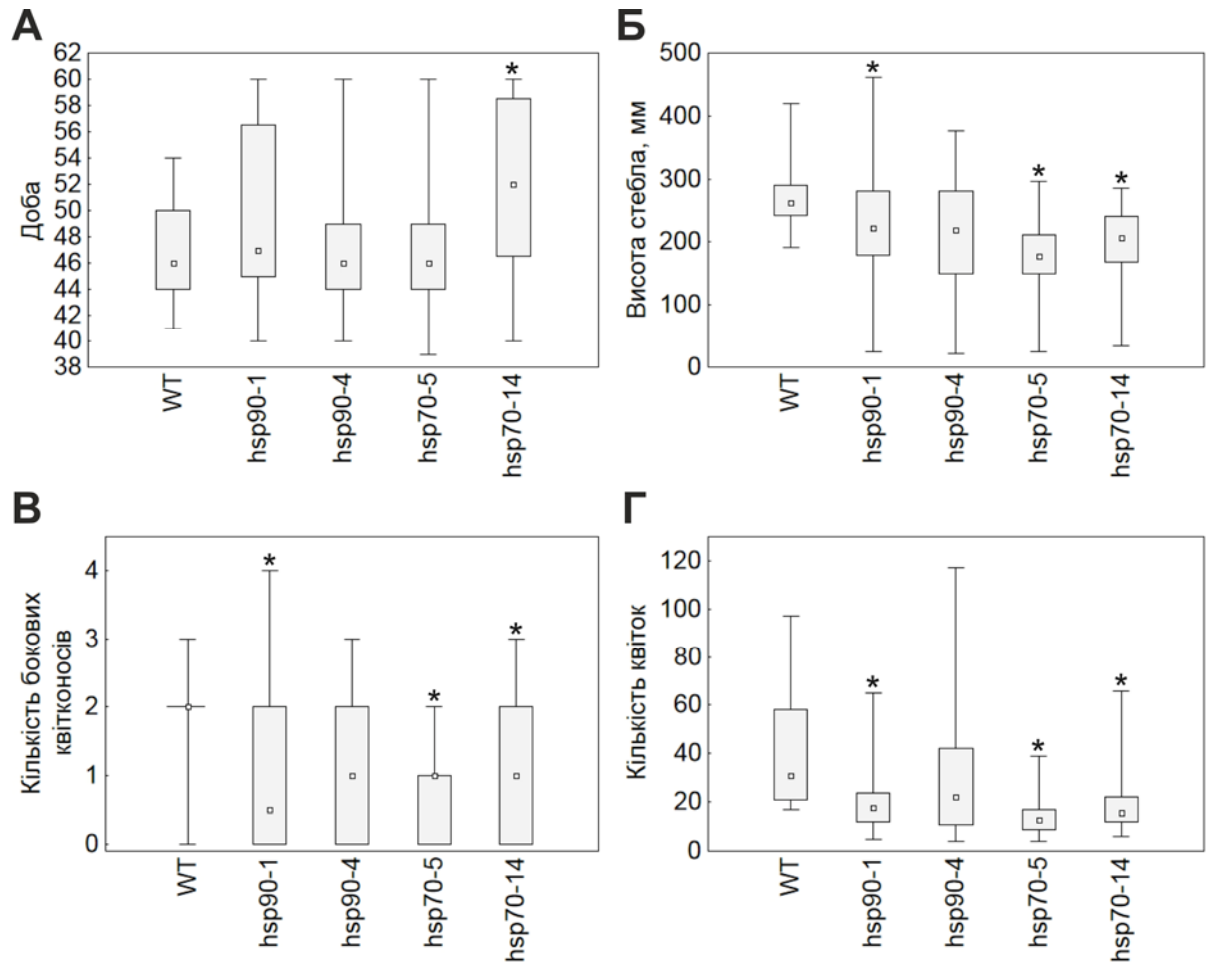 А
62
60
58
56
54
52
50
48
46
44
42
40
38
Доба
*
WT
hsp90-1
hsp90-4
hsp70-5
hsp70-14
Б
500
400
300
200
100
0
Висота стебла, мм
*
*
*
WT
hsp90-1
hsp90-4
hsp70-5
hsp70-14
В
4
3
2
1
0
Кількість бокових
квітконосів
*
*
*
WT
hsp90-1
hsp90-4
hsp70-5
hsp70-14
Г
120
100
80
60
40
20
0
Кількість квіток
*
*
*
WT
hsp90-1
hsp90-4
hsp70-5
hsp70-14